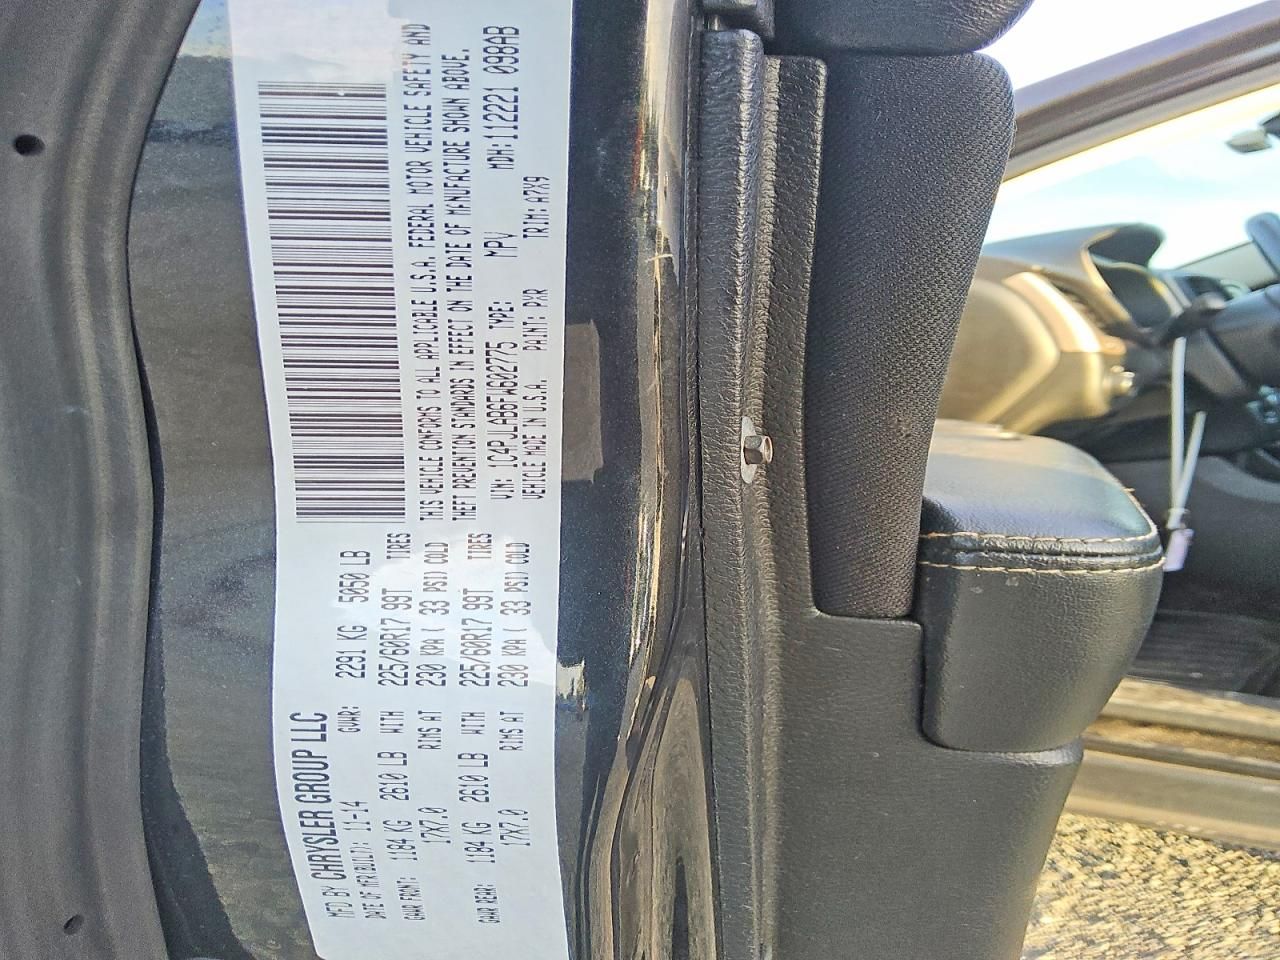 MFD BY CHRYSLER GROUP LLC
DATE OF MFR(BUILT): 11-14 GVWR: 2291 KG 5050 LB
GAWR FRONT: 1184 KG 2610 LB WITH 225/60R17 99T TIRES
17X7.0 RIMS AT 230 KPA ( 33 PSI) COLD
GAWR REAR: 1184 KG 2610 LB WITH 225/60R17 99T TIRES
17X7.0 RIMS AT 230 KPA ( 33 PSI) COLD
THIS VEHICLE CONFORMS TO ALL APPLICABLE U.S.A. FEDERAL MOTOR VEHICLE SAFETY AND
THEFT PREVENTION STANDARDS IN EFFECT ON THE DATE OF MANUFACTURE SHOWN ABOVE.
VIN: 1C4PJLAB6FW602775 TYPE: MPV MDH:112221 098AB
VEHICLE MADE IN U.S.A. PAINT: PXR TRIM: A7X9